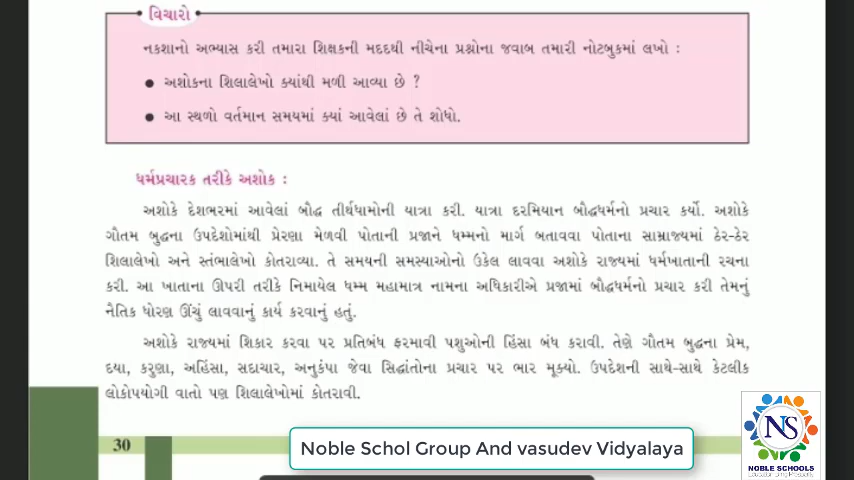 વિચારો
નકશાનો અભ્યાસ કરી તમારા શિક્ષકની મદદથી નીચેના પ્રશ્નોના જવાબ તમારી નોટબુકમાં લખો :
● અશોકના શિલાલેખો ક્યાંથી મળી આવ્યા છે ?
● આ સ્થળો વર્તમાન સમયમાં ક્યાં આવેલાં છે તે શોધો.
ધર્મપ્રચારક તરીકે અશોક :
અશોકે દેશભરમાં આવેલાં બૌદ્ધ તીર્થધામોની યાત્રા કરી. યાત્રા દરમિયાન બૌદ્ધધર્મનો પ્રચાર કર્યો. અશોકે
ગૌતમ બુદ્ધના ઉપદેશોમાંથી પ્રેરણા મેળવી પોતાની પ્રજાને ધમ્મનો માર્ગ બતાવવા પોતાના સામ્રાજ્યમાં ઠેર-ઠેર
શિલાલેખો અને સ્તંભાલેખો કોતરાવ્યા. તે સમયની સમસ્યાઓનો ઉકેલ લાવવા અશોકે રાજ્યમાં ધર્મખાતાની રચના
કરી. આ ખાતાના ઊપરી તરીકે નિમાયેલ ધમ્મ મહામાત્ર નામના અધિકારીએ પ્રજામાં બૌદ્ધધર્મનો પ્રચાર કરી તેમનું
નૈતિક ધોરણ ઊંચું લાવવાનું કાર્ય કરવાનું હતું.
અશોકે રાજ્યમાં શિકાર કરવા પર પ્રતિબંધ ફરમાવી પશુઓની હિંસા બંધ કરાવી. તેણે ગૌતમ બુદ્ધના પ્રેમ,
દયા, કરુણા, અહિંસા, સદાચાર, અનુકંપા જેવા સિદ્ધાંતોના પ્રચાર પર ભાર મૂક્યો. ઉપદેશની સાથે-સાથે કેટલીક
લોકોપયોગી વાતો પણ શિલાલેખોમાં કોતરાવી.
30
Noble Schol Group And vasudev Vidyalaya
NS
NOBLE SCHOOLS